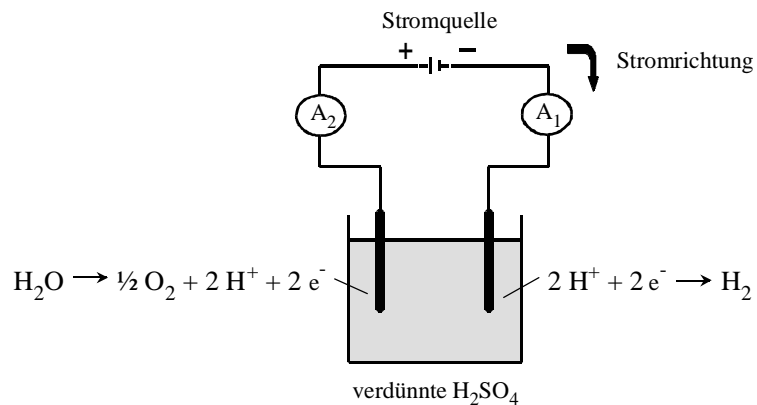 Stromquelle
+ −
Stromrichtung
A₂
A₁
H₂O → ½ O₂ + 2 H⁺ + 2 e⁻
2 H⁺ + 2 e⁻ → H₂
verdünnte H₂SO₄